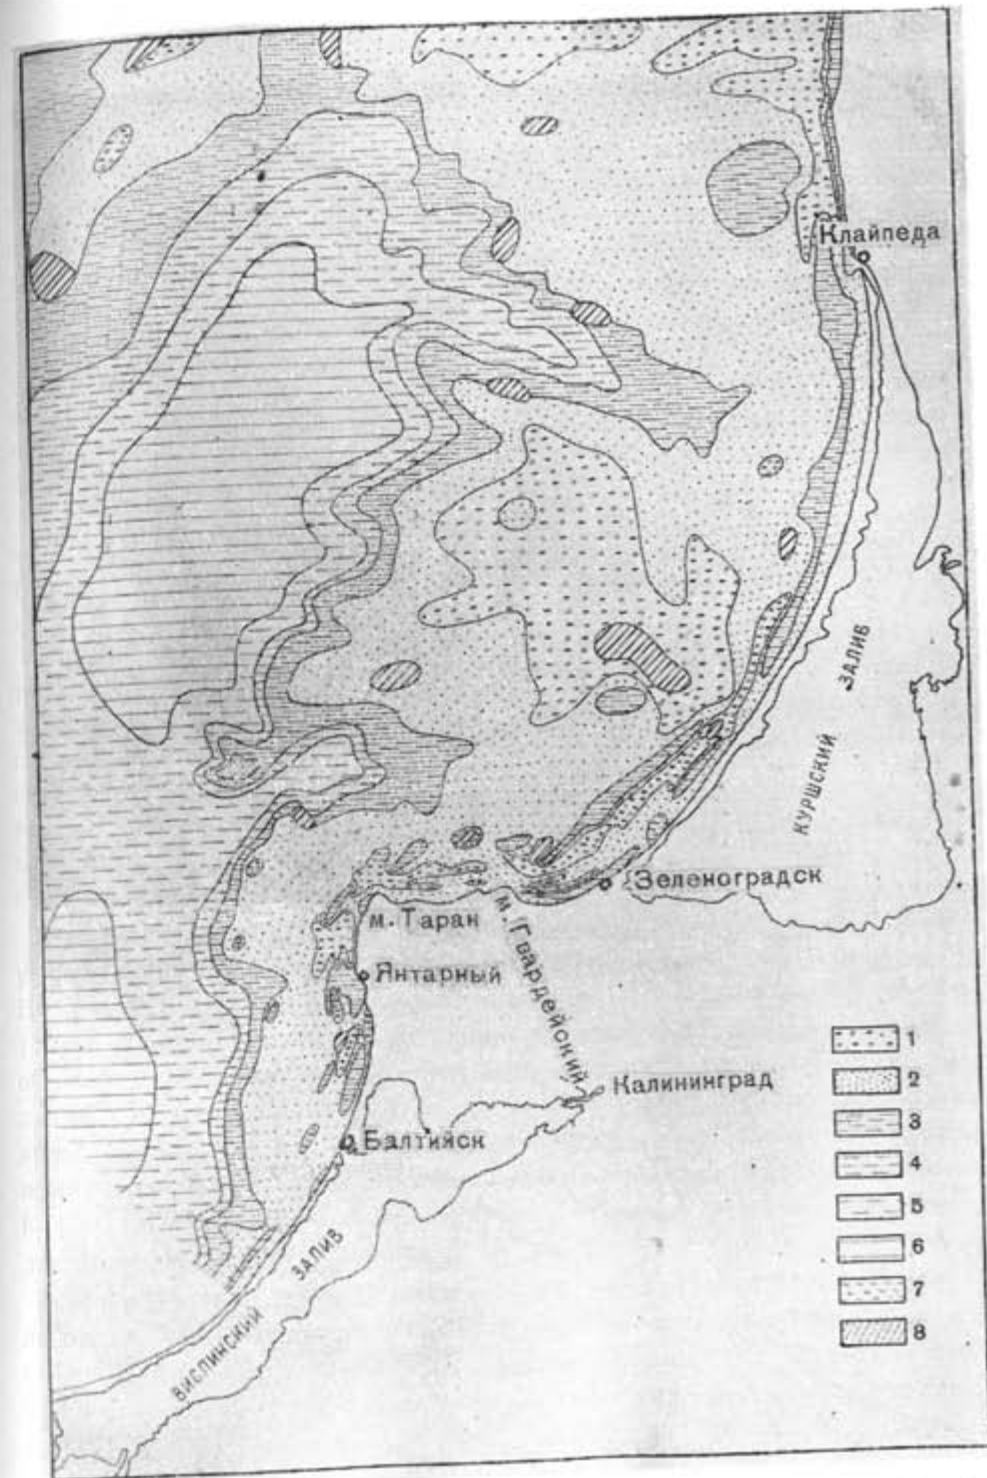 Клайпеда
КУРШСКИЙ ЗАЛИВ
Зеленоградск
м. Таран
м. Гвардейский
Янтарный
Калининград
Балтийск
ВИСЛИНСКИЙ ЗАЛИВ
1
2
3
4
5
6
7
8